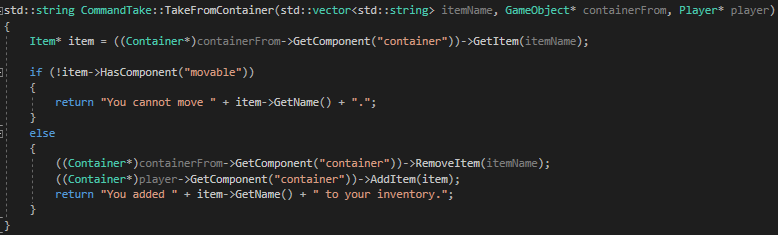 std::string CommandTake::TakeFromContainer(std::vector<std::string> itemName, GameObject* containerFrom, Player* player)
{
    Item* item = ((Container*)containerFrom->GetComponent("container"))->GetItem(itemName);
    if (!item->HasComponent("movable"))
    {
        return "You cannot move " + item->GetName() + ".";
    }
    else
    {
        ((Container*)containerFrom->GetComponent("container"))->RemoveItem(itemName);
        ((Container*)player->GetComponent("container"))->AddItem(item);
        return "You added " + item->GetName() + " to your inventory.";
    }
}